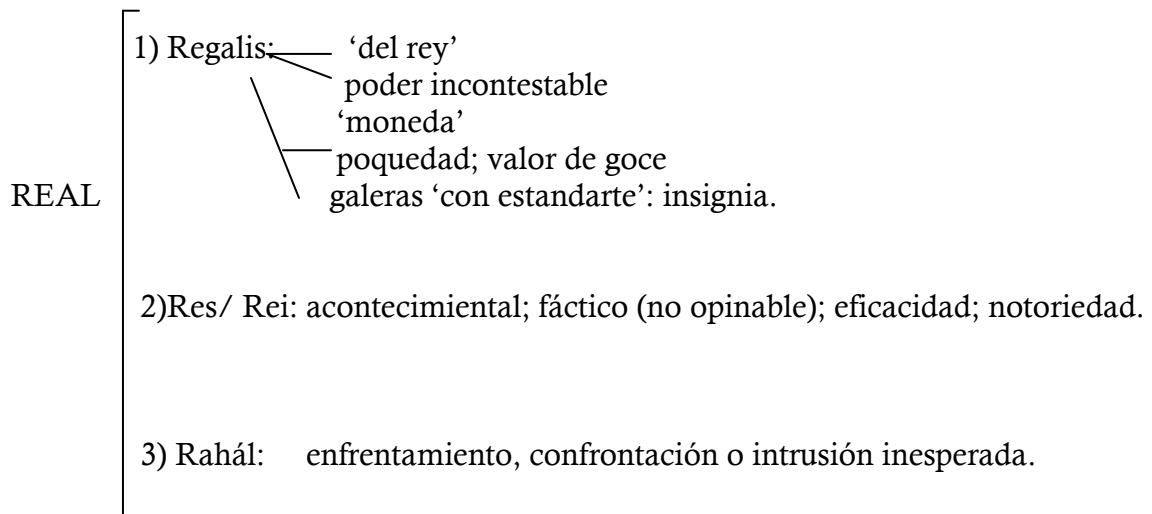 1) Regalis: ‘del rey’
poder incontestable
‘moneda’
poquedad; valor de goce
REAL galeras ‘con estandarte’: insignia.
2)Res/ Rei: acontecimiental; fáctico (no opinable); eficacidad; notoriedad.
3) Rahál: enfrentamiento, confrontación o intrusión inesperada.